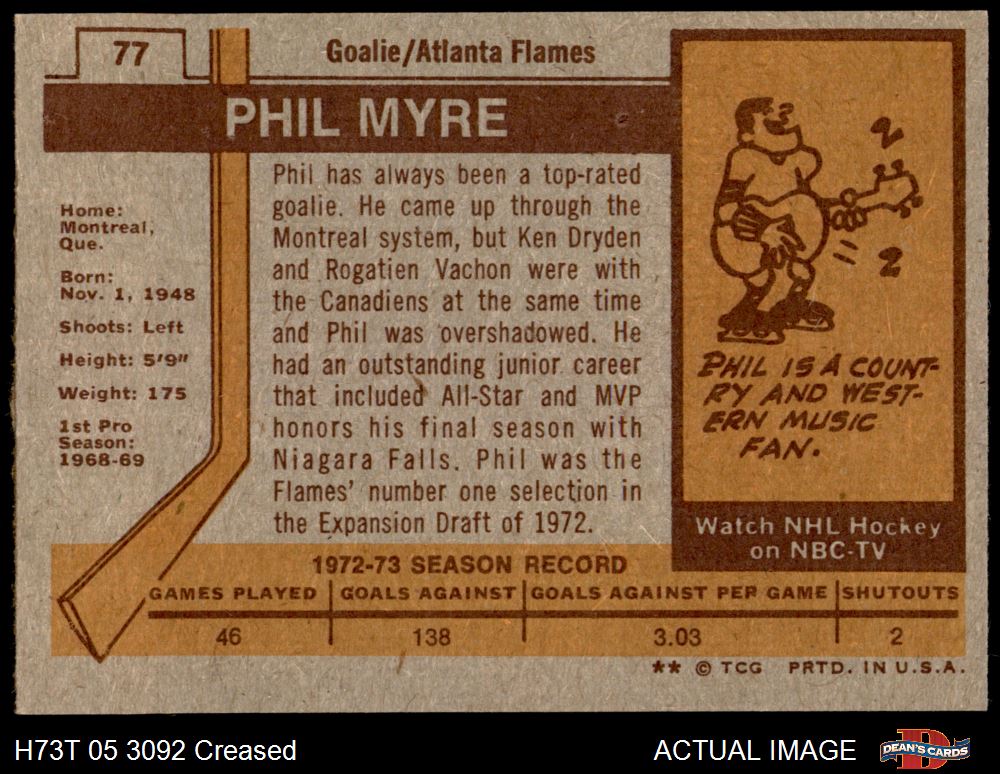 77
Goalie/Atlanta Flames
PHIL MYRE
Home:
Montreal,
Que.
Born:
Nov. 1, 1948
Shoots: Left
Height: 5'9"
Weight: 175
1st Pro
Season:
1968-69
Phil has always been a top-rated
goalie. He came up through the
Montreal system, but Ken Dryden
and Rogatien Vachon were with
the Canadiens at the same time
and Phil was overshadowed. He
had an outstanding junior career
that included All-Star and MVP
honors his final season with
Niagara Falls. Phil was the
Flames' number one selection in
the Expansion Draft of 1972.
PHIL IS A COUNT-
RY AND WEST-
ERN MUSIC
FAN.
Watch NHL Hockey
on NBC-TV
1972-73 SEASON RECORD
GAMES PLAYED GOALS AGAINST GOALS AGAINST PER GAME SHUTOUTS
46 138 3.03 2
** © TCG PRTD. IN U.S.A.
H73T 05 3092 Creased ACTUAL IMAGE DEAN'S CARDS